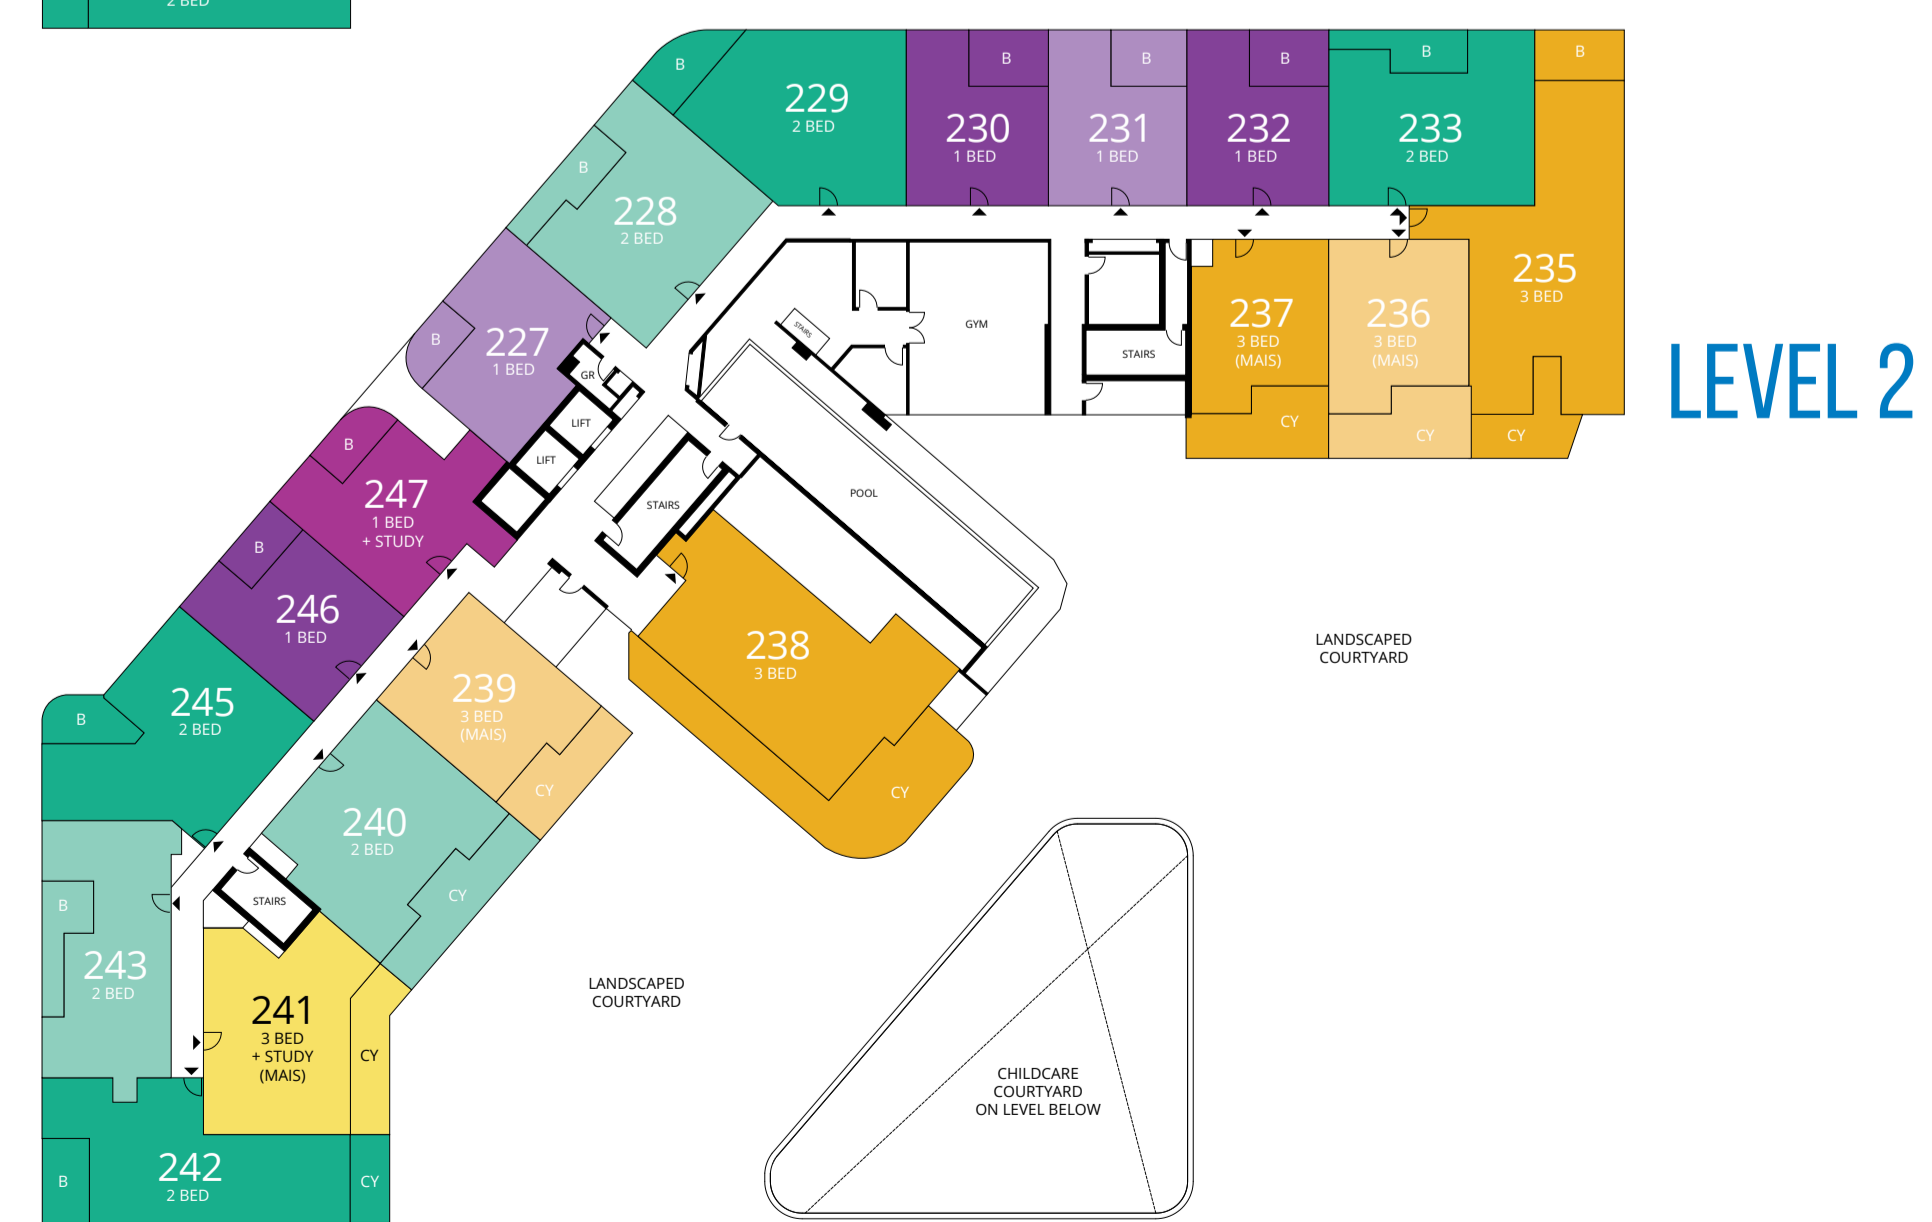 2 BED
B
229
2 BED
B
230
1 BED
B
231
1 BED
B
232
1 BED
B
233
2 BED
B
235
3 BED
CY
B
228
2 BED
237
3 BED
(MAIS)
CY
236
3 BED
(MAIS)
CY
LEVEL 2
B
227
1 BED
GR
LIFT
LIFT
STAIRS
GYM
STAIRS
B
247
1 BED
+ STUDY
STAIRS
POOL
B
246
1 BED
238
3 BED
CY
LANDSCAPED
COURTYARD
B
245
2 BED
239
3 BED
(MAIS)
CY
240
2 BED
CY
STAIRS
B
243
2 BED
241
3 BED
+ STUDY
(MAIS)
CY
LANDSCAPED
COURTYARD
CHILDCARE
COURTYARD
ON LEVEL BELOW
B
242
2 BED
CY